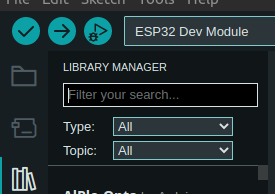 File Edit Sketch Tools Help
ESP32 Dev Module
LIBRARY MANAGER
Filter your search...
Type: All
Topic: All